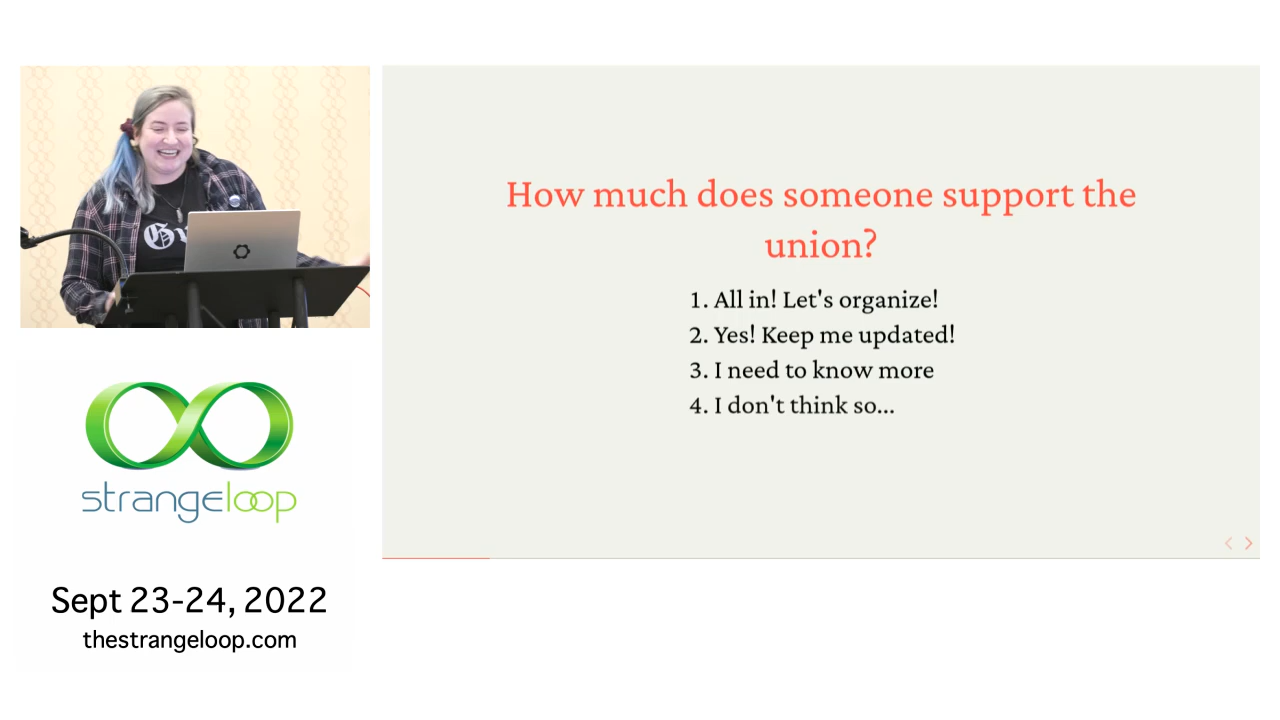 How much does someone support the
union?
1. All in! Let's organize!
2. Yes! Keep me updated!
3. I need to know more
4. I don't think so...
strangeloop
Sept 23-24, 2022
thestrangeloop.com